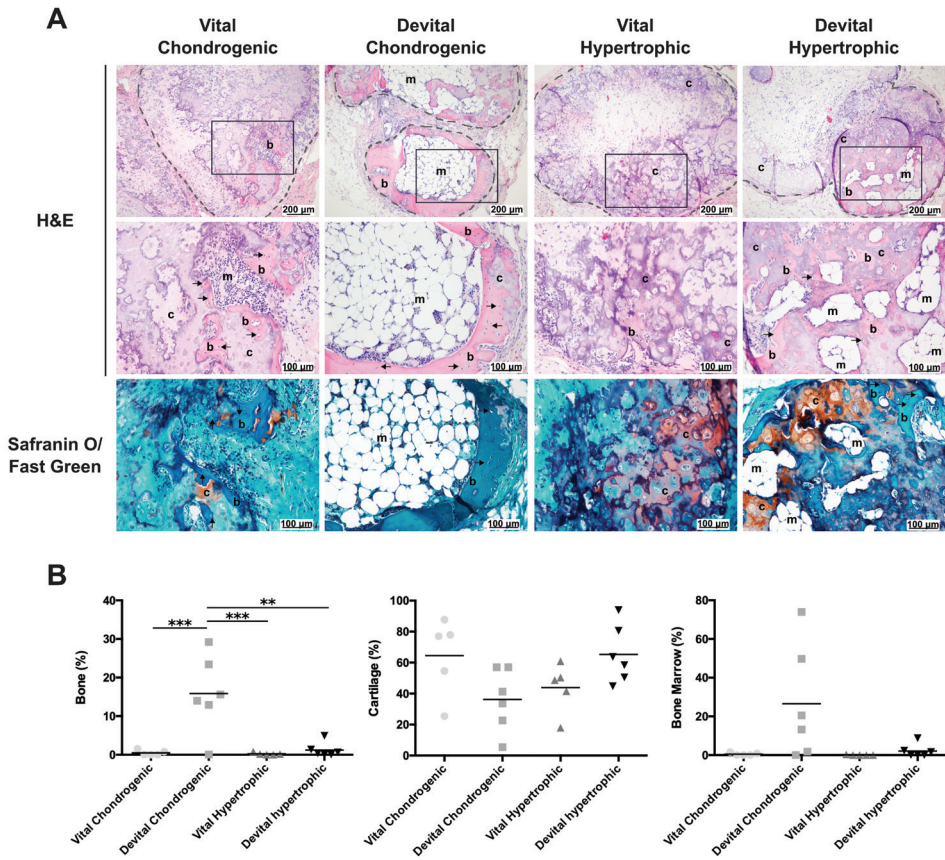 A
Vital
Chondrogenic
Devital
Chondrogenic
Vital
Hypertrophic
Devital
Hypertrophic
H&E
b
200 µm
m
m
b
200 µm
c
c
200 µm
c
c
m
b
200 µm
m
b
c
b
b
c
100 µm
b
c
m
b
100 µm
c
b
c
100 µm
c
b
b
c
m
m
b
b
m
m
100 µm
Safranin O/
Fast Green
b
c
b
100 µm
m
b
100 µm
c
c
100 µm
c
b
b
m
c
m
100 µm
B
Bone (%)
40
30
20
10
0
***
***
**
Vital Chondrogenic
Devital Chondrogenic
Vital Hypertrophic
Devital hypertrophic
Cartilage (%)
100
80
60
40
20
0
Vital Chondrogenic
Devital Chondrogenic
Vital Hypertrophic
Devital hypertrophic
Bone Marrow (%)
80
60
40
20
0
Vital Chondrogenic
Devital Chondrogenic
Vital Hypertrophic
Devital hypertrophic